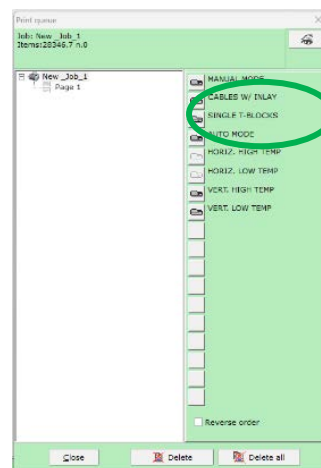 Print queue
Job: New _Job_1
Items:28346.7 n.0
New _Job_1
Page 1
MANUAL MODE
CABLES W/ INLAY
SINGLE T-BLOCKS
AUTO MODE
HORIZ. HIGH TEMP
HORIZ. LOW TEMP
VERT. HIGH TEMP
VERT. LOW TEMP
Reverse order
Close
Delete
Delete all